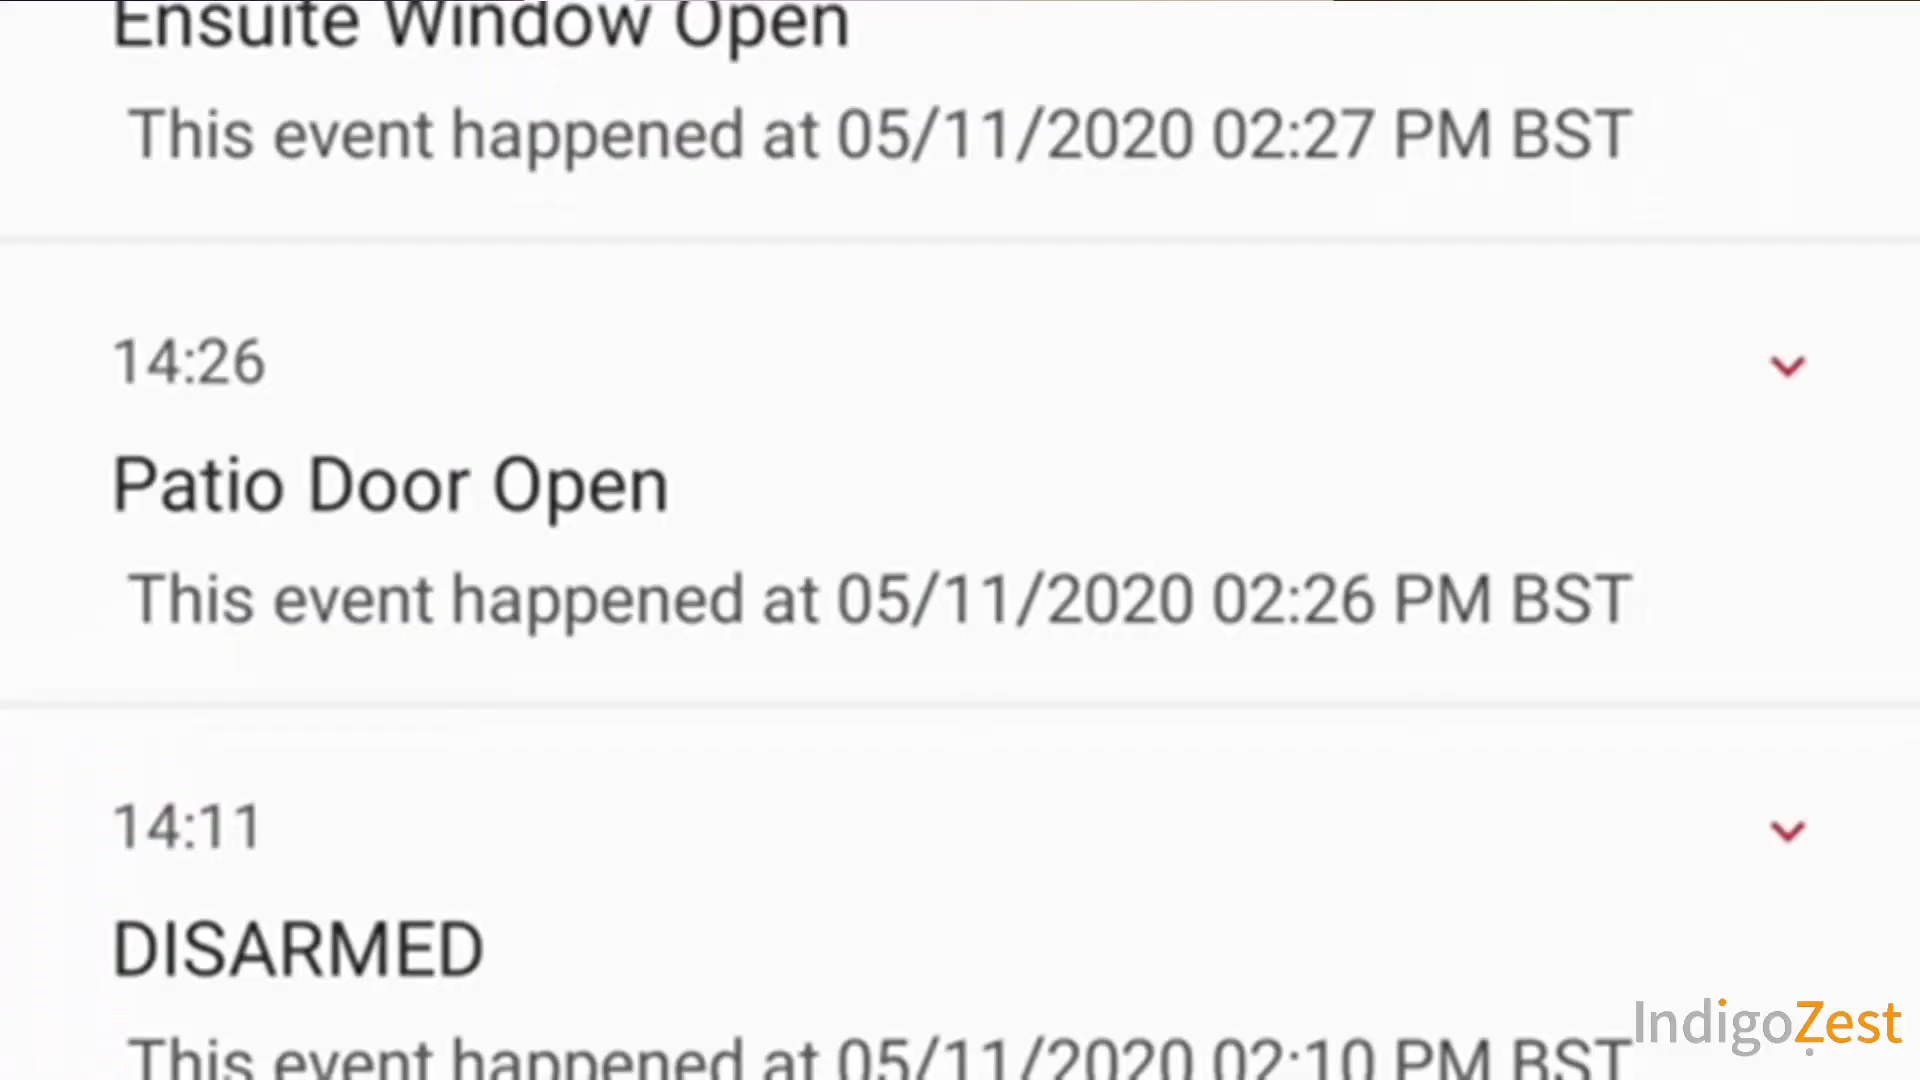 Ensuite Window Open
This event happened at 05/11/2020 02:27 PM BST
14:26
Patio Door Open
This event happened at 05/11/2020 02:26 PM BST
14:11
DISARMED
This event happened at 05/11/2020 02:10 PM BST
IndigoZest